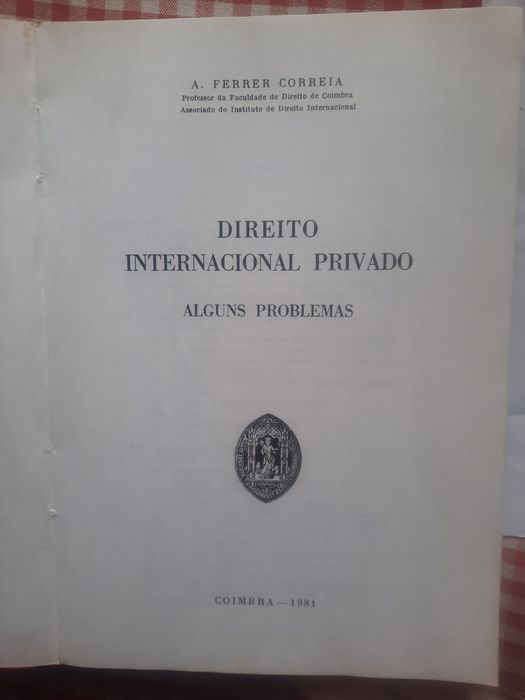 A. FERRER CORREIA
Professor da Faculdade de Direito de Coimbra
Associado do Instituto de Direito Internacional
DIREITO
INTERNACIONAL PRIVADO
ALGUNS PROBLEMAS
COIMBRA — 1981